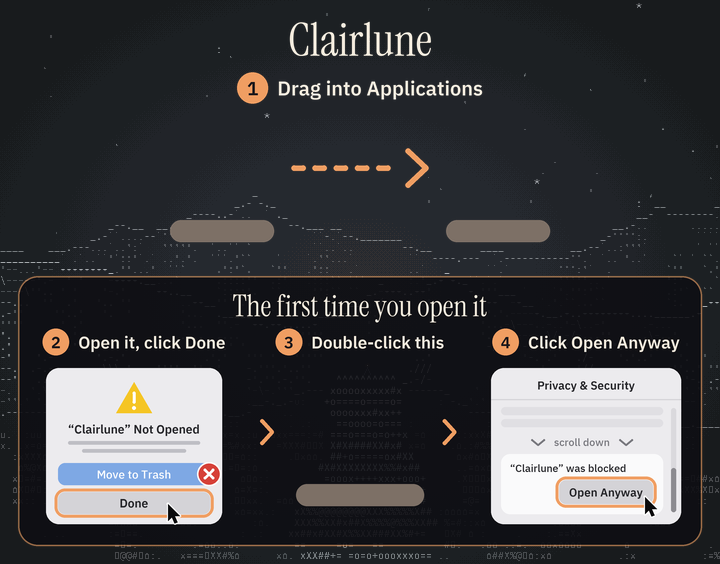 Clairlune
1 Drag into Applications
The first time you open it
2 Open it, click Done
3 Double-click this
4 Click Open Anyway
“Clairlune” Not Opened
Move to Trash
Done
Privacy & Security
scroll down
“Clairlune” was blocked
Open Anyway